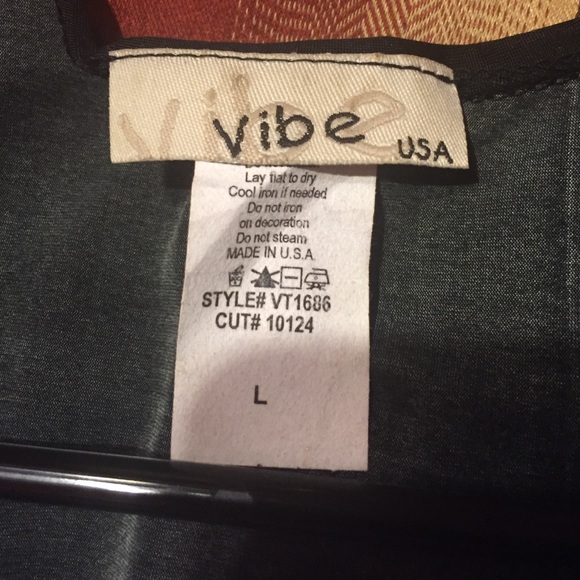 vibe
vibe USA
Lay flat to dry
Cool iron if needed
Do not iron
on decoration
Do not steam
MADE IN U.S.A.
STYLE# VT1686
CUT# 10124
L